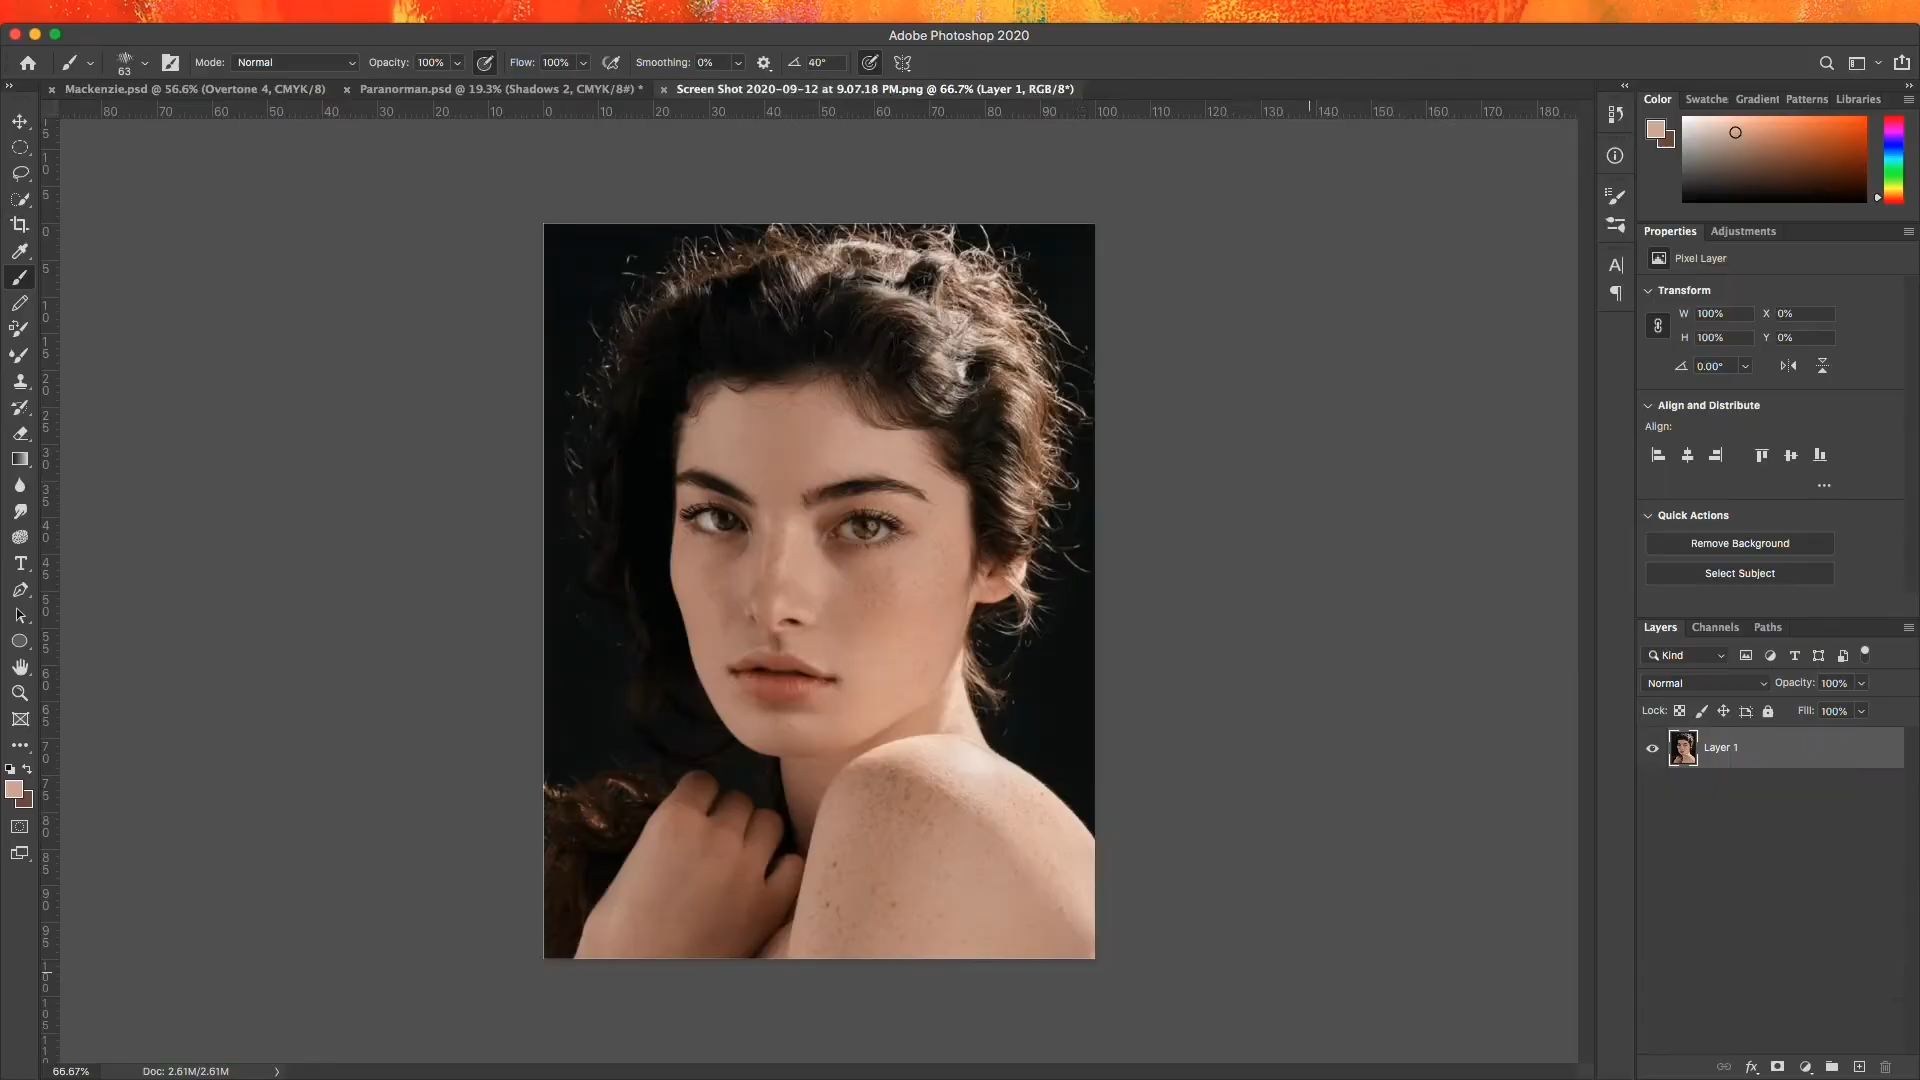 Adobe Photoshop 2020
63 Mode: Normal Opacity: 100% Flow: 100% Smoothing: 0% 40°
Mackenzie.psd @ 56.6% (Overtone 4, CMYK/8) Paranorman.psd @ 19.3% (Shadows 2, CMYK/8#) * Screen Shot 2020-09-12 at 9.07.18 PM.png @ 66.7% (Layer 1, RGB/8*)
80 70 60 50 40 30 20 10 0 10 20 30 40 50 60 70 80 90 100 110 120 130 140 150 160 170 180
Color Swatche Gradient Patterns Libraries
Properties Adjustments
Pixel Layer
Transform
W 100% X 0%
H 100% Y 0%
0.00°
Align and Distribute
Align:
Quick Actions
Remove Background
Select Subject
Layers Channels Paths
Kind
Normal Opacity: 100%
Lock: Fill: 100%
Layer 1
66.67% Doc: 2.61M/2.61M